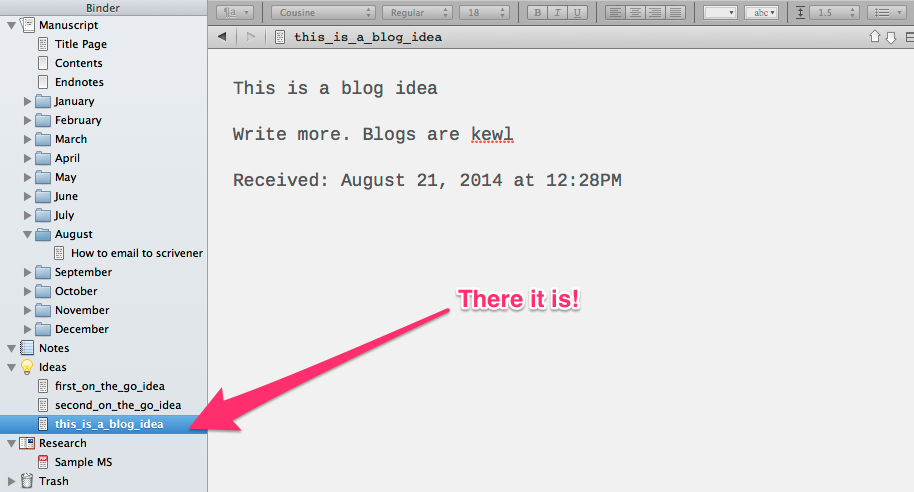 Binder
Manuscript
Title Page
Contents
Endnotes
January
February
March
April
May
June
July
August
How to email to scrivener
September
October
November
December
Notes
Ideas
first_on_the_go_idea
second_on_the_go_idea
this_is_a_blog_idea
Research
Sample MS
Trash
¶a Cousine Regular 18 B I U abc 1.5
this_is_a_blog_idea
This is a blog idea
Write more. Blogs are kewl
Received: August 21, 2014 at 12:28PM
There it is!